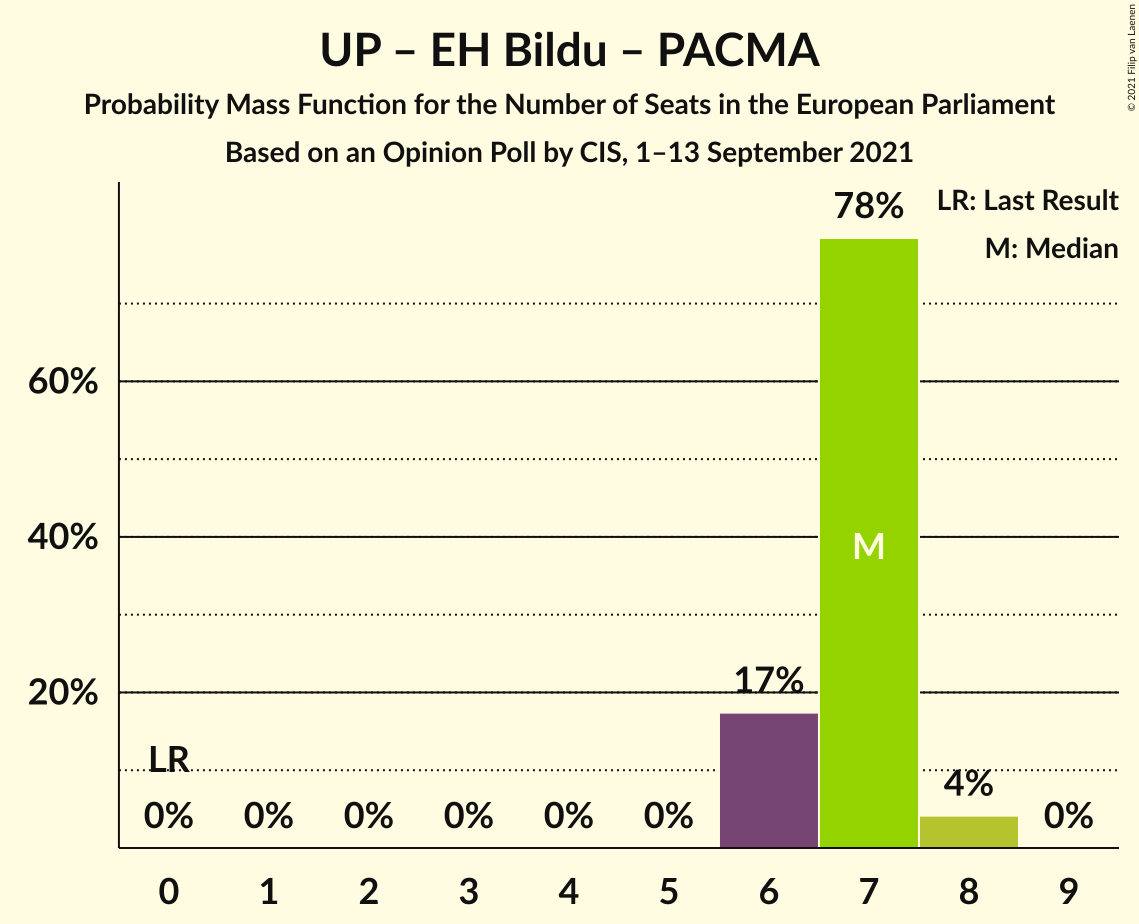 UP – EH Bildu – PACMA
Probability Mass Function for the Number of Seats in the European Parliament
Based on an Opinion Poll by CIS, 1–13 September 2021
© 2021 Filip van Laenen
LR: Last Result
M: Median
78%
60%
40%
M
17%
20%
LR
4%
0% 0% 0% 0% 0% 0% 0%
0 1 2 3 4 5 6 7 8 9